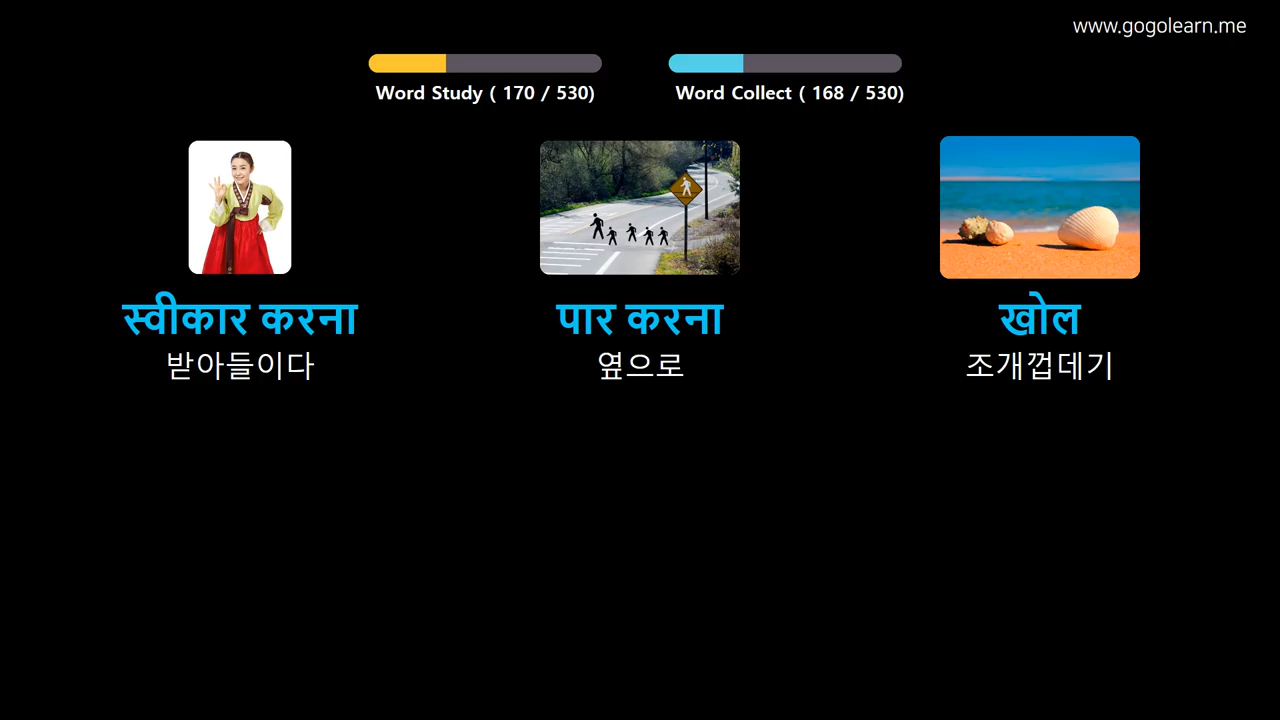 www.gogolearn.me
Word Study ( 170 / 530)
Word Collect ( 168 / 530)
स्वीकार करना
पार करना
खोल
받아들이다
옆으로
조개껍데기